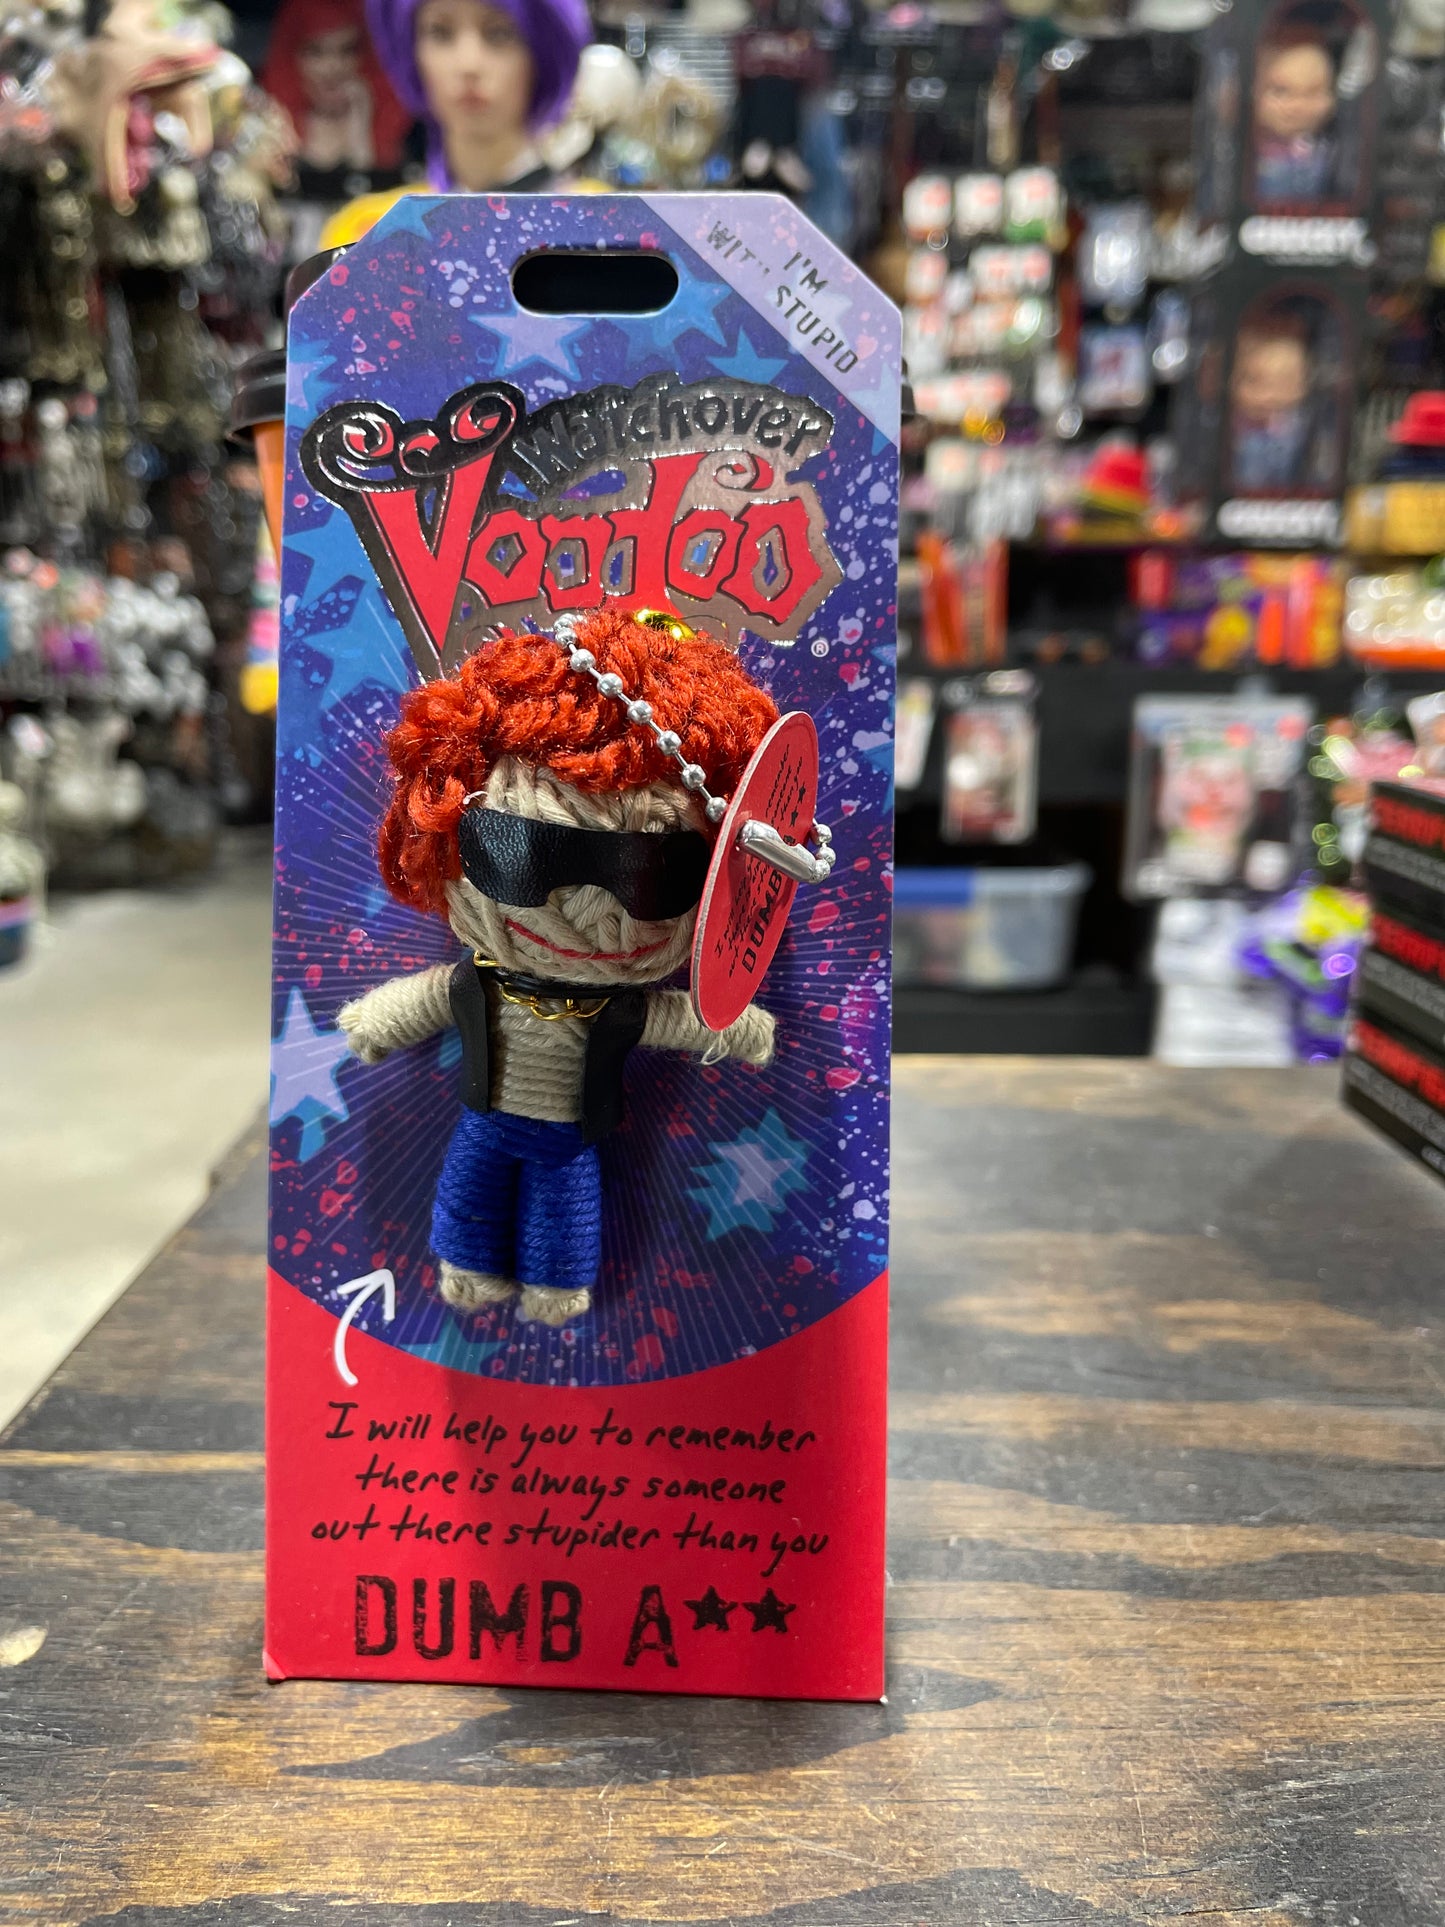 I'M
WITH STUPID
Watchover
Voodoo
®
DUMB
I will help you to remember
there is always someone
out there stupider than you
DUMB A★★